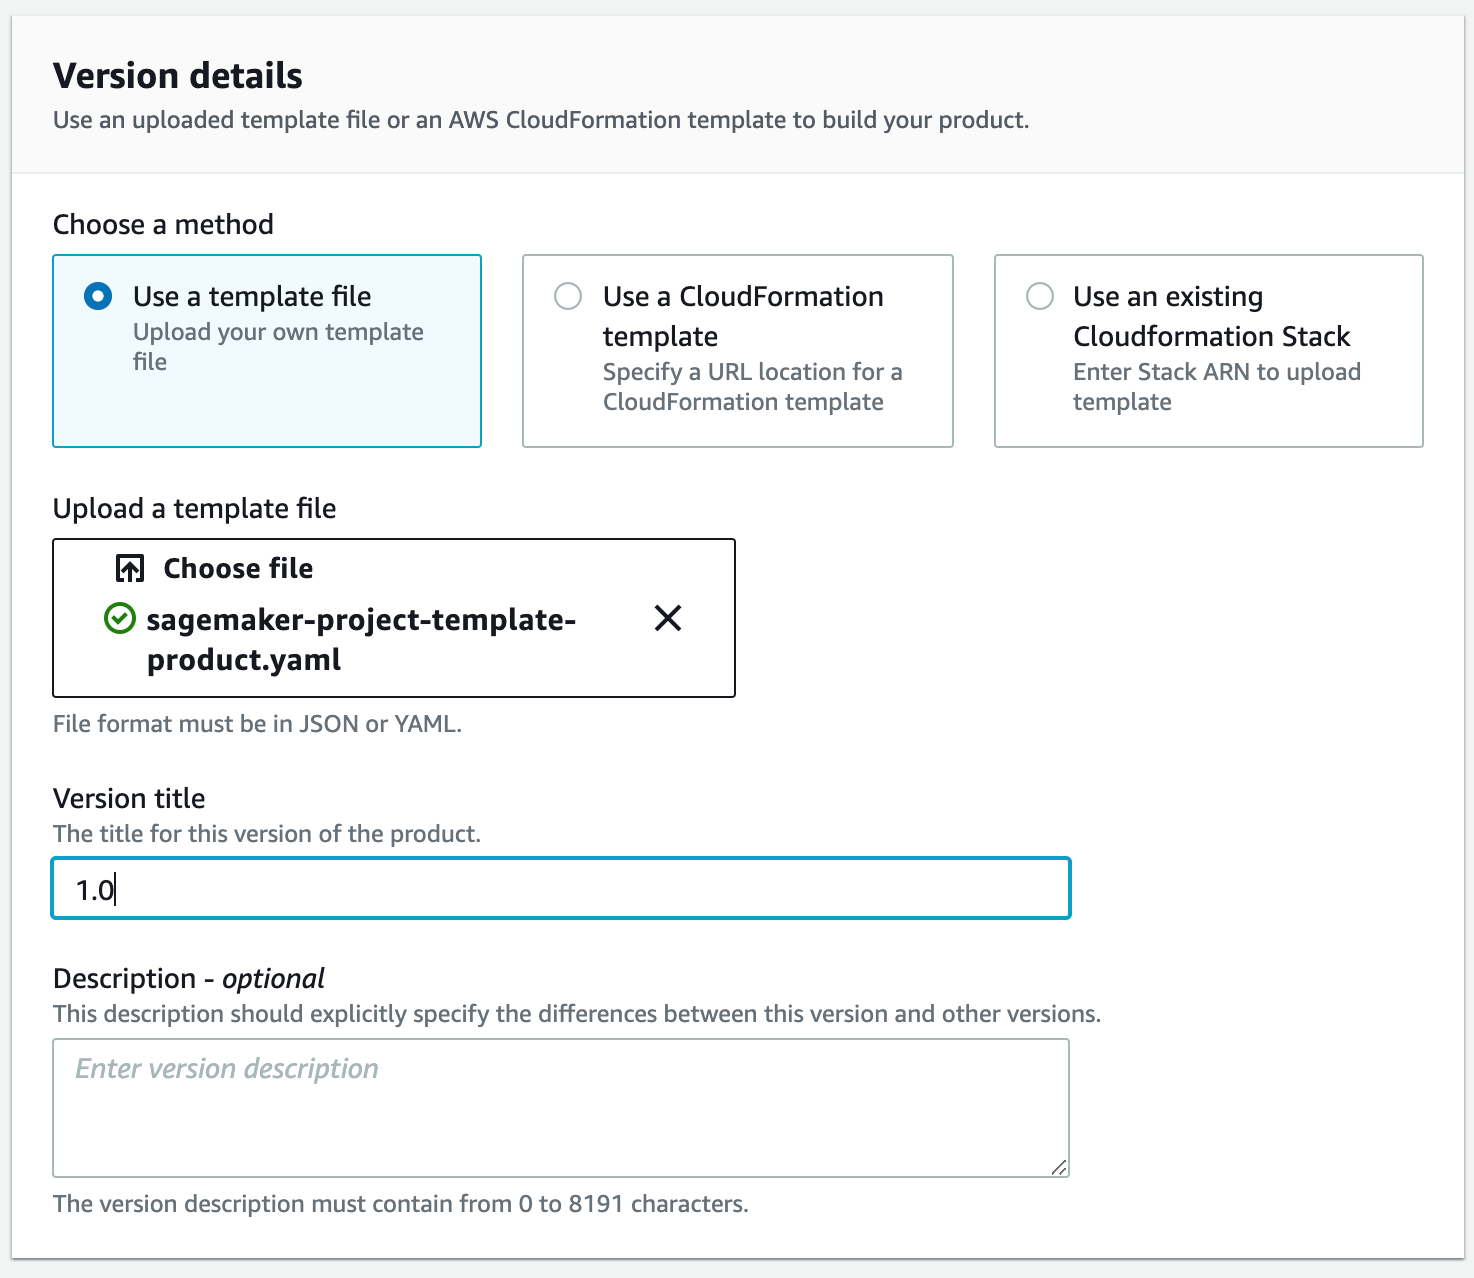 Version details
Use an uploaded template file or an AWS CloudFormation template to build your product.
Choose a method
Use a template file
Upload your own template
file
Use a CloudFormation
template
Specify a URL location for a
CloudFormation template
Use an existing
Cloudformation Stack
Enter Stack ARN to upload
template
Upload a template file
Choose file
sagemaker-project-template-
product.yaml
File format must be in JSON or YAML.
Version title
The title for this version of the product.
1.0
Description - optional
This description should explicitly specify the differences between this version and other versions.
Enter version description
The version description must contain from 0 to 8191 characters.